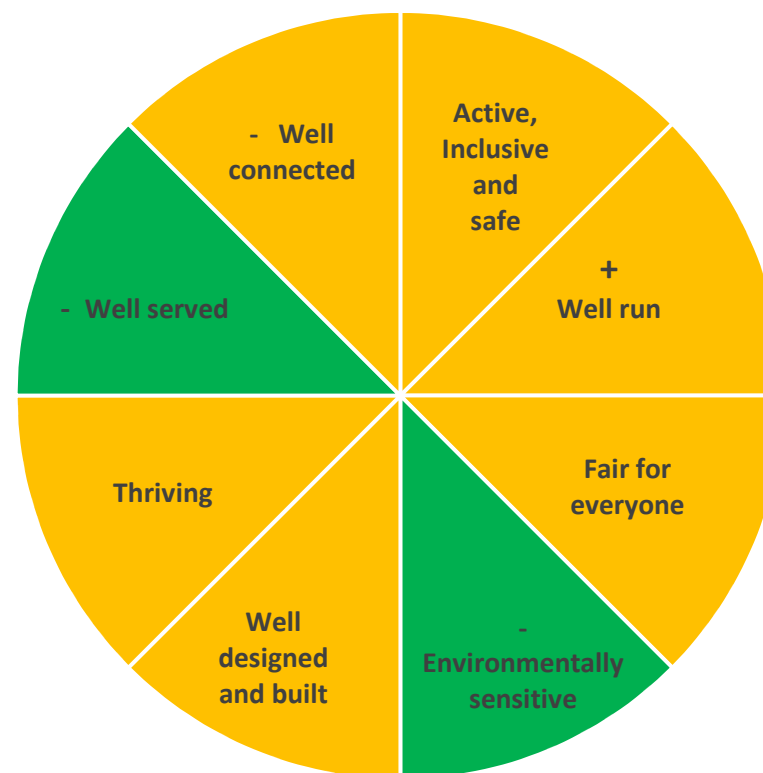 Active,
Inclusive
and
safe
+
Well run
Fair for
everyone
-
Environmentally
sensitive
Well
designed
and built
Thriving
- Well served
- Well
connected